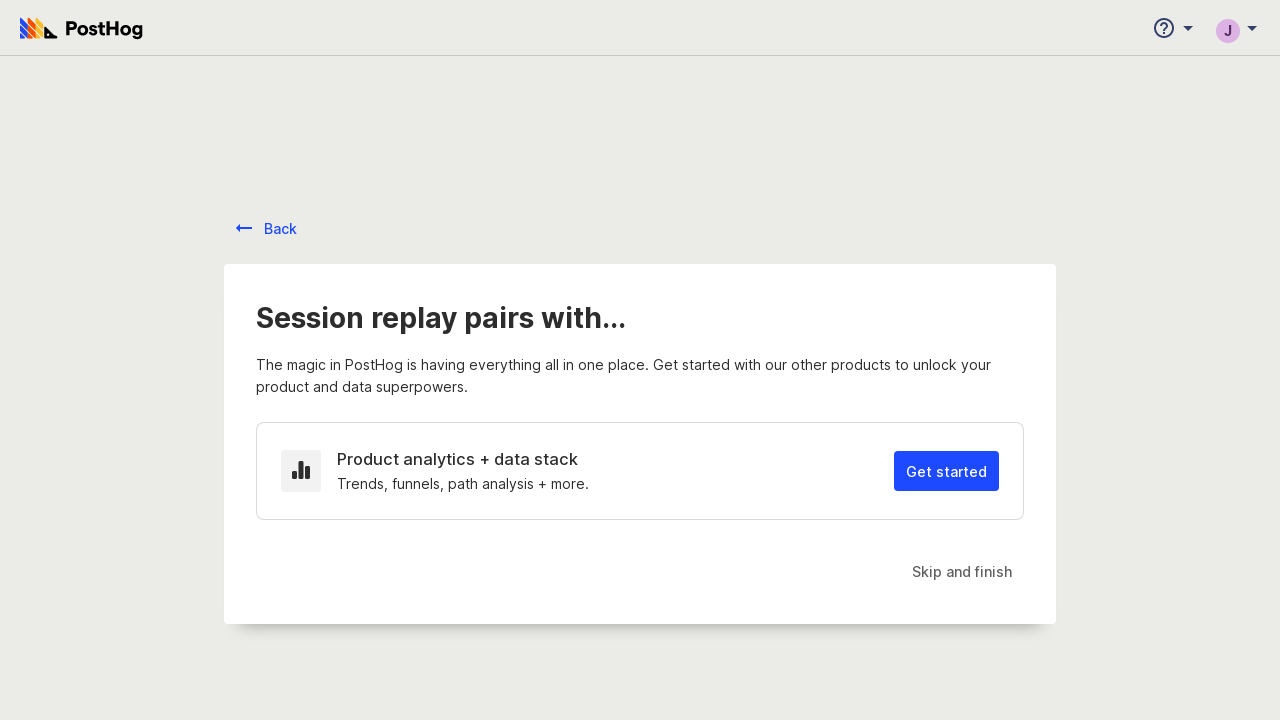 PostHog
J
Back
Session replay pairs with...
The magic in PostHog is having everything all in one place. Get started with our other products to unlock your
product and data superpowers.
Product analytics + data stack
Trends, funnels, path analysis + more.
Get started
Skip and finish